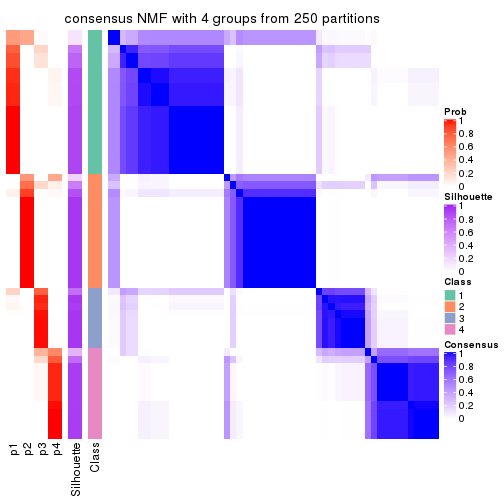 consensus NMF with 4 groups from 250 partitions
Prob
1
0.8
0.6
0.4
0.2
0
Silhouette
1
0.8
0.6
0.4
0.2
0
Class
1
2
3
4
Consensus
1
0.8
0.6
0.4
0.2
0
p1
p2
p3
p4
Silhouette
Class